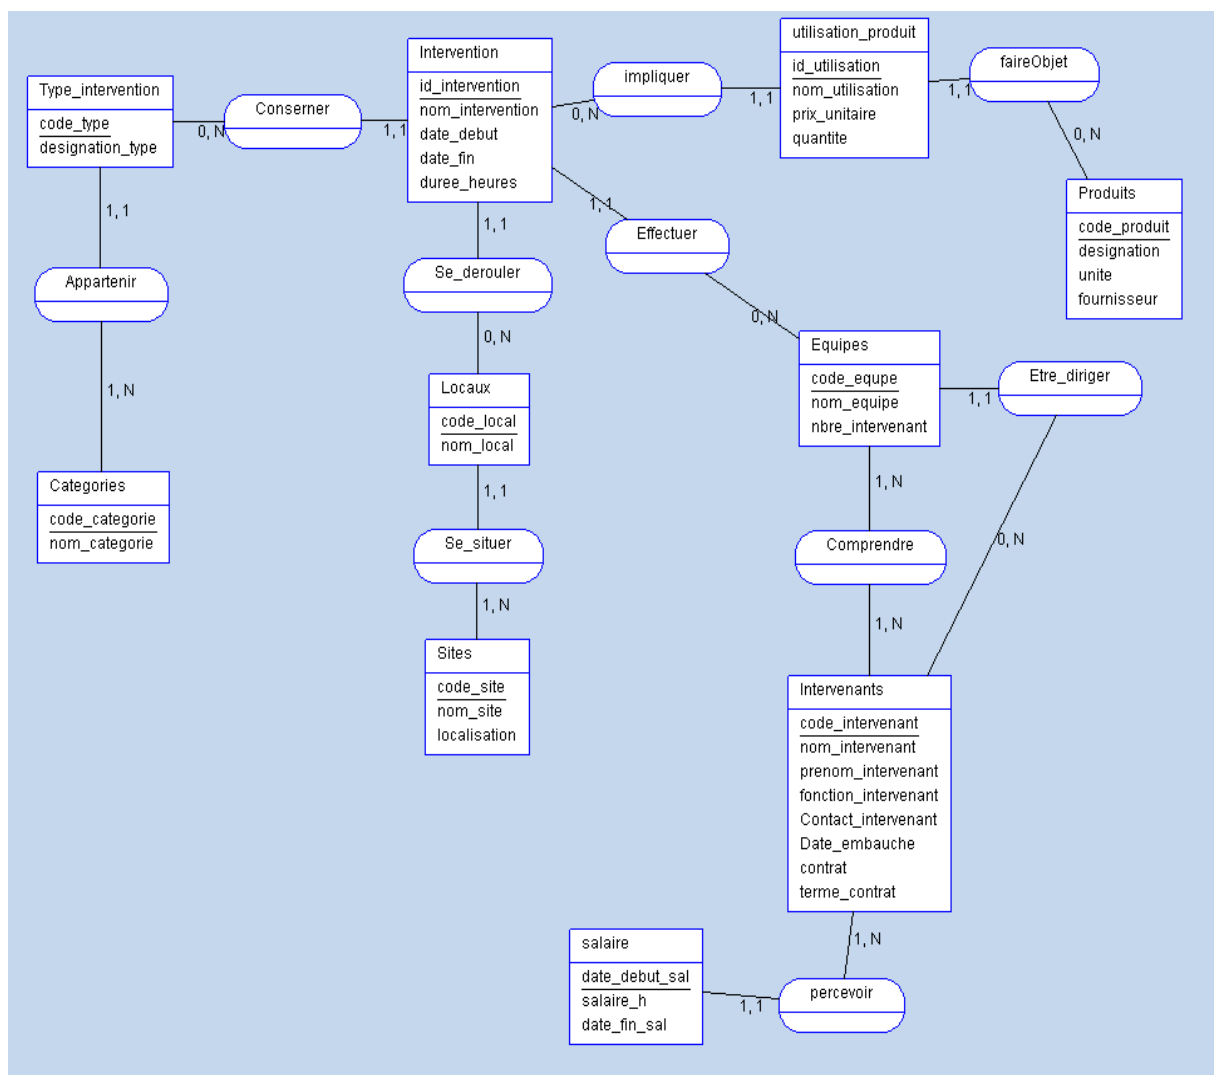 Type_intervention
code_type
designation_type
0, N
Conserner
1, 1
Intervention
id_intervention
nom_intervention
date_debut
date_fin
duree_heures
0, N
impliquer
1, 1
utilisation_produit
id_utilisation
nom_utilisation
prix_unitaire
quantite
1, 1
faireObjet
0, N
Produits
code_produit
designation
unite
fournisseur
1, 1
Appartenir
1, N
Categories
code_categorie
nom_categorie
1, 1
Se_derouler
0, N
Locaux
code_local
nom_local
1, 1
Se_situer
1, N
Sites
code_site
nom_site
localisation
1, 1
Effectuer
0, N
Equipes
code_equpe
nom_equipe
nbre_intervenant
1, 1
Etre_diriger
0, N
1, N
Comprendre
1, N
Intervenants
code_intervenant
nom_intervenant
prenom_intervenant
fonction_intervenant
Contact_intervenant
Date_embauche
contrat
terme_contrat
1, N
percevoir
1, 1
salaire
date_debut_sal
salaire_h
date_fin_sal